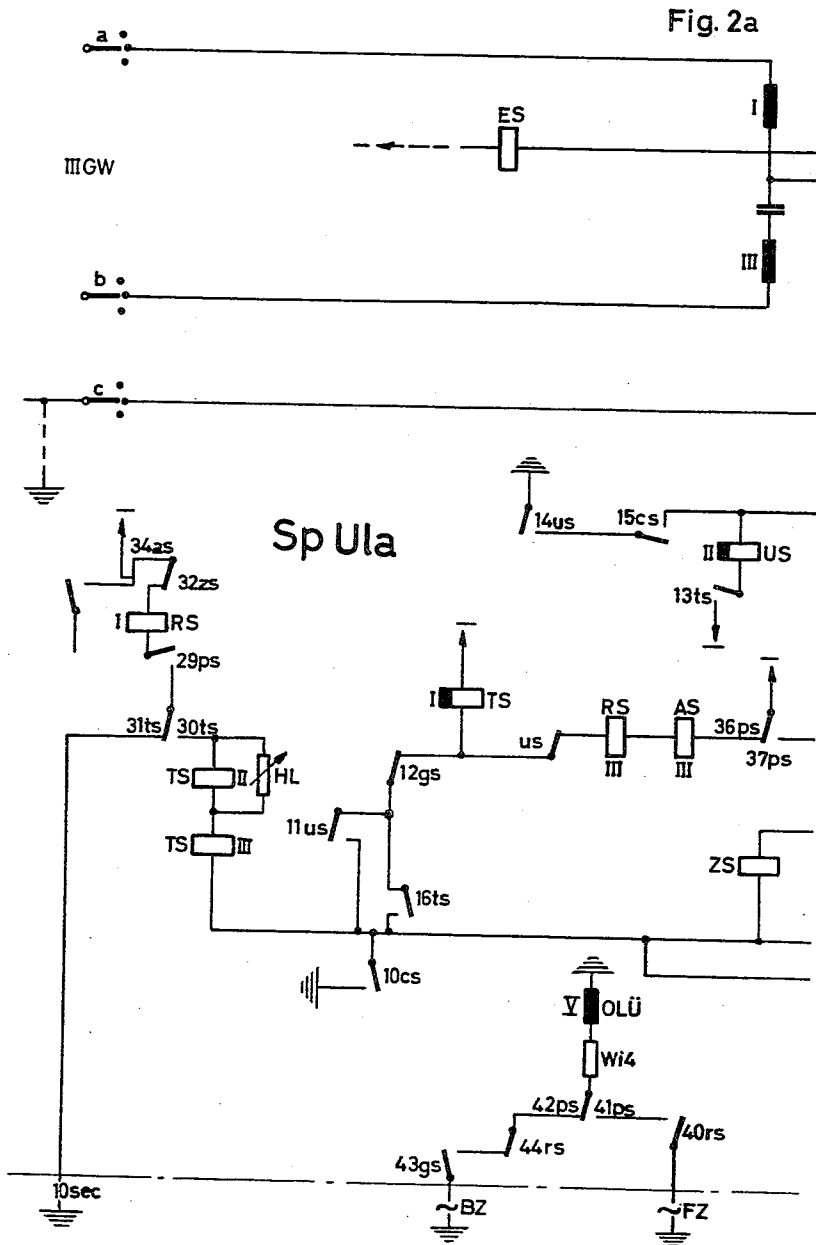 Fig. 2a
a
I
ES
IIIGW
III
b
c
Sp Ula
14us
15cs
II US
13ts
34as
32zs
I RS
29ps
31ts 30ts
I TS
us
RS
III
AS
III
36ps
37ps
12gs
TS II HL
11us
TS III
16ts
ZS
10cs
V OLÜ
Wi4
42ps 41ps
44rs
40rs
43gs
10sec
~BZ
~FZ